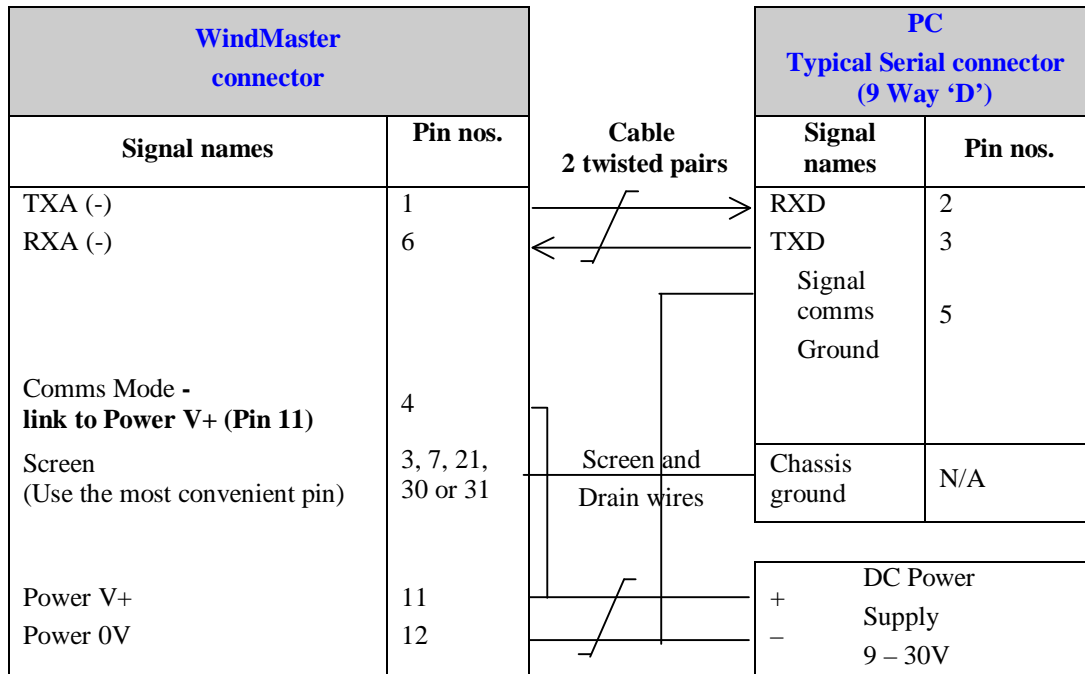 WindMaster
connector
PC
Typical Serial connector
(9 Way ‘D’)
Signal names
Pin nos.
Cable
2 twisted pairs
Signal
names
Pin nos.
TXA (-)
1
RXD
2
RXA (-)
6
TXD
3
Signal
comms
Ground
5
Comms Mode -
link to Power V+ (Pin 11)
4
Screen
(Use the most convenient pin)
3, 7, 21,
30 or 31
Screen and
Drain wires
Chassis
ground
N/A
Power V+
11
Power 0V
12
+
–
DC Power
Supply
9 – 30V